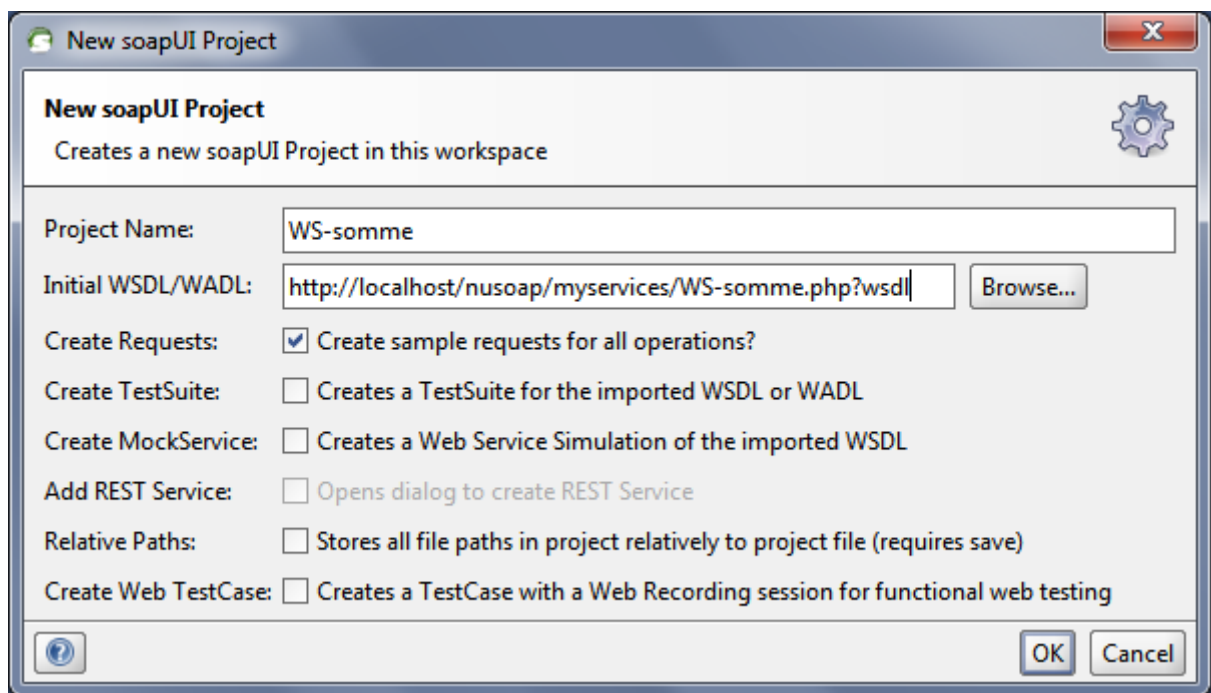 New soapUI Project
New soapUI Project
Creates a new soapUI Project in this workspace
Project Name: WS-somme
Initial WSDL/WADL: http://localhost/nusoap/myservices/WS-somme.php?wsdl Browse...
Create Requests: Create sample requests for all operations?
Create TestSuite: Creates a TestSuite for the imported WSDL or WADL
Create MockService: Creates a Web Service Simulation of the imported WSDL
Add REST Service: Opens dialog to create REST Service
Relative Paths: Stores all file paths in project relatively to project file (requires save)
Create Web TestCase: Creates a TestCase with a Web Recording session for functional web testing
OK Cancel